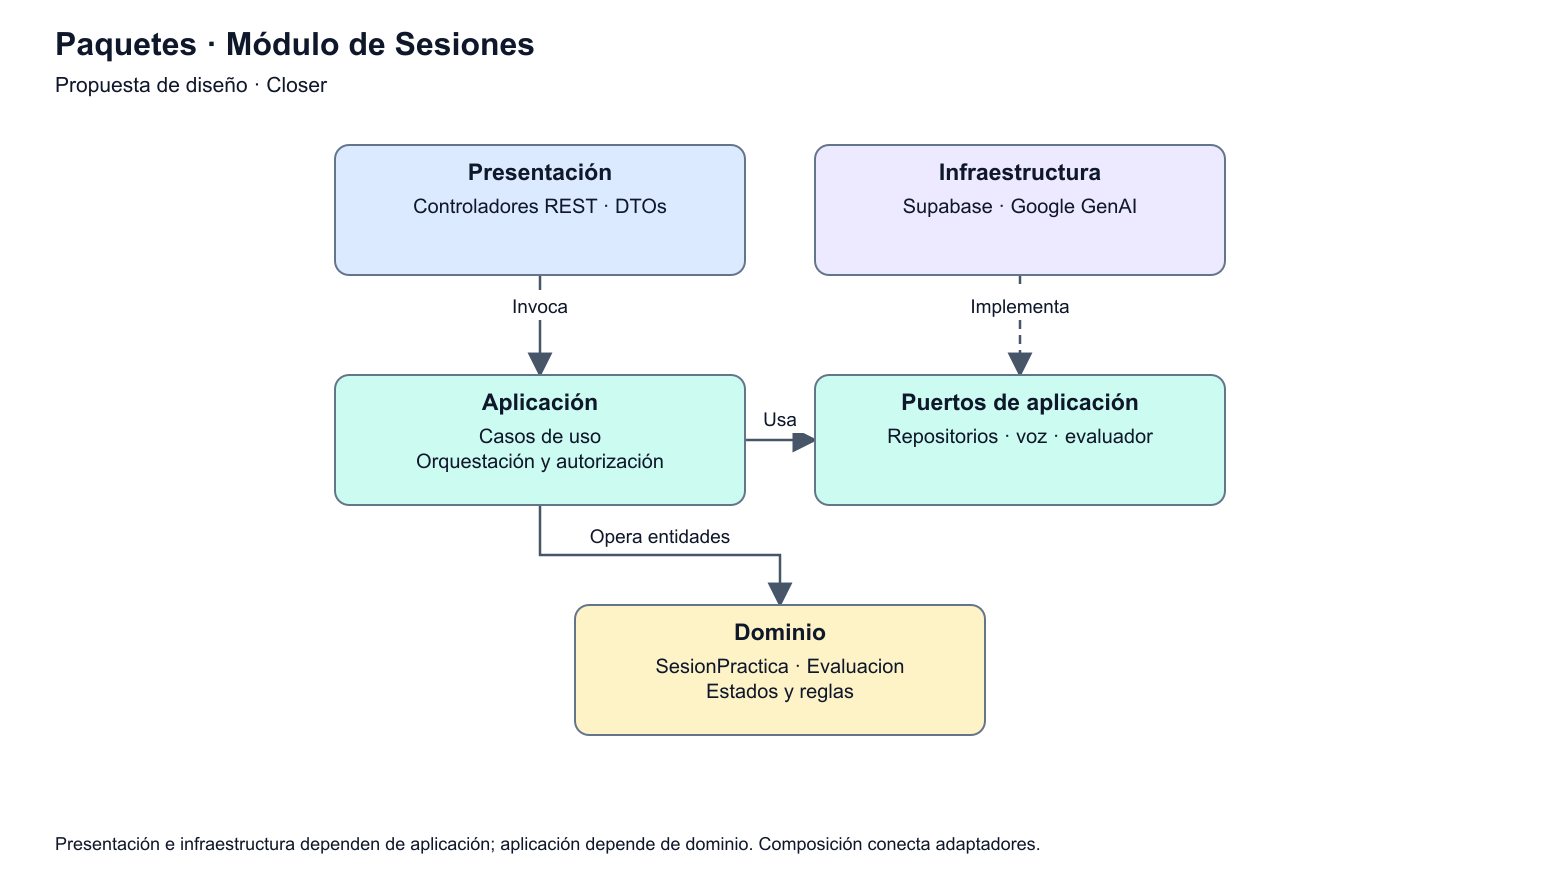 Paquetes · Módulo de Sesiones
Propuesta de diseño · Closer
Presentación
Controladores REST · DTOs
Infraestructura
Supabase · Google GenAI
Invoca
Implementa
Aplicación
Casos de uso
Orquestación y autorización
Usa
Puertos de aplicación
Repositorios · voz · evaluador
Opera entidades
Dominio
SesionPractica · Evaluacion
Estados y reglas
Presentación e infraestructura dependen de aplicación; aplicación depende de dominio. Composición conecta adaptadores.